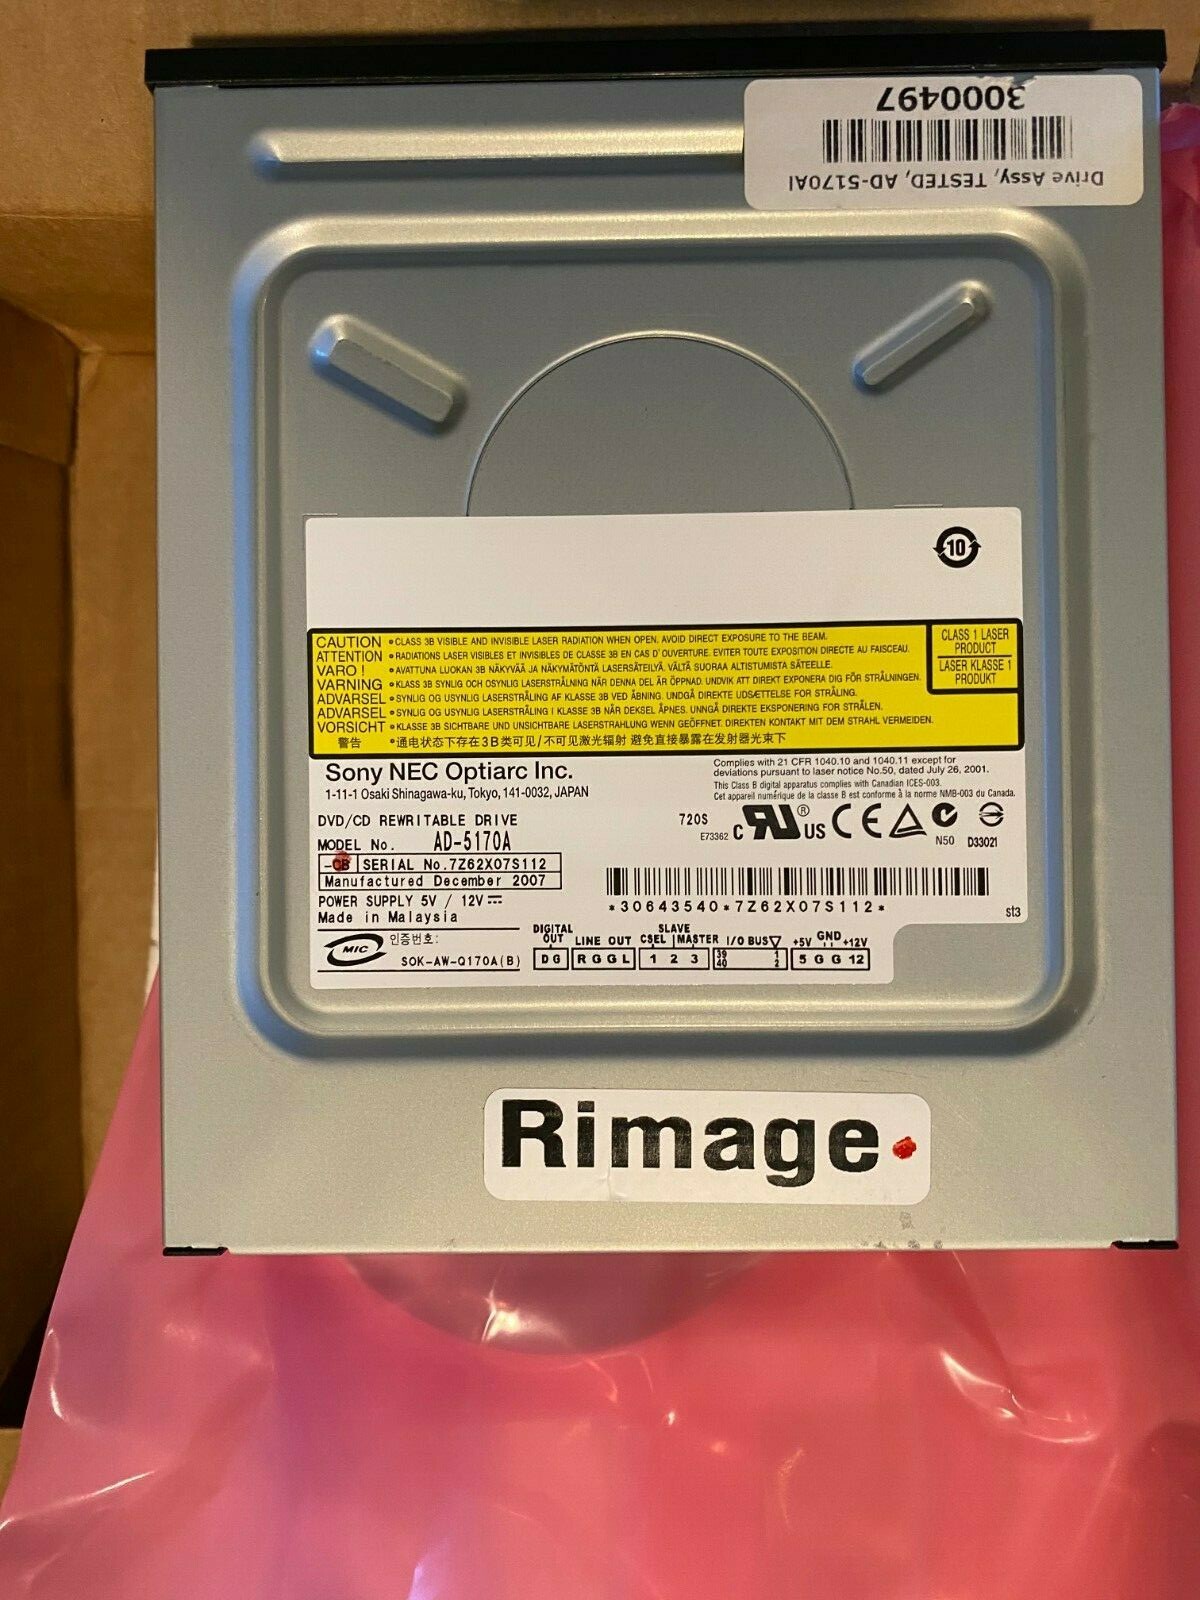 3000497
Drive Assy, TESTED, AD-5170AI
10
CAUTION • CLASS 3B VISIBLE AND INVISIBLE LASER RADIATION WHEN OPEN. AVOID DIRECT EXPOSURE TO THE BEAM.
ATTENTION • RADIATIONS LASER VISIBLES ET INVISIBLES DE CLASSE 3B EN CAS D'OUVERTURE. EVITER TOUTE EXPOSITION DIRECTE AU FAISCEAU.
VARO ! • AVATTUNA LUOKAN 3B NÄKYVÄÄ JA NÄKYMÄTÖNTÄ LASERSÄTEILYÄ. VÄLTÄ SUORAA ALTISTUMISTA SÄTEELLE.
VARNING • KLASS 3B SYNLIG OCH OSYNLIG LASERSTRÅLNING NÄR DENNA DEL ÄR ÖPPNAD. UNDVIK ATT DIREKT EXPONERA DIG FÖR STRÅLNINGEN.
ADVARSEL • SYNLIG OG USYNLIG LASERSTRÅLING AF KLASSE 3B VED ÅBNING. UNDGÅ DIREKTE UDSÆTTELSE FOR STRÅLING.
ADVARSEL • SYNLIG OG USYNLIG LASERSTRÅLING I KLASSE 3B NÅR DEKSEL ÅPNES. UNNGÅ DIREKTE EKSPONERING FOR STRÅLEN.
VORSICHT • KLASSE 3B SICHTBARE UND UNSICHTBARE LASERSTRAHLUNG WENN GEÖFFNET. DIREKTEN KONTAKT MIT DEM STRAHL VERMEIDEN.
警告 • 通电状态下存在3B类可见/不可见激光辐射 避免直接暴露在发射器光束下
CLASS 1 LASER
PRODUCT
LASER KLASSE 1
PRODUKT
Sony NEC Optiarc Inc.
1-11-1 Osaki Shinagawa-ku, Tokyo, 141-0032, JAPAN
Complies with 21 CFR 1040.10 and 1040.11 except for
deviations pursuant to laser notice No.50, dated July 26, 2001.
This Class B digital apparatus complies with Canadian ICES-003.
Cet appareil numérique de la classe B est conforme à la norme NMB-003 du Canada.
DVD/CD REWRITABLE DRIVE
MODEL No. AD-5170A
-CB SERIAL No.7Z62X07S112
Manufactured December 2007
POWER SUPPLY 5V / 12V
Made in Malaysia
720S
E73362 C UR ® US CE N50 D33021
*30643540*7Z62X07S112*
st3
MIC 인증번호:
SOK-AW-Q170A(B)
DIGITAL OUT LINE OUT SLAVE CSEL MASTER I/O BUS +5V GND +12V
D G R G G L 1 2 3 39 40 1 2 5 G G 12
Rimage